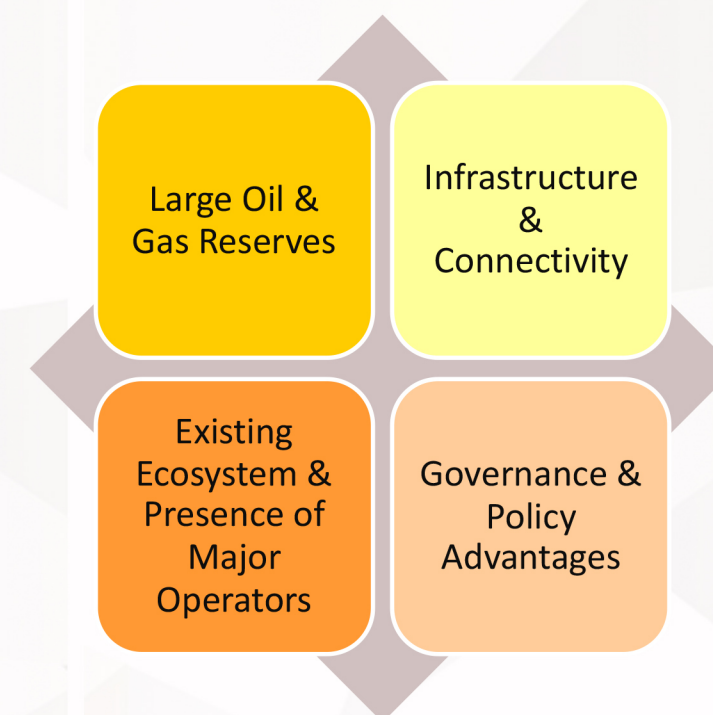 Large Oil &
Gas Reserves
Infrastructure
&
Connectivity
Existing
Ecosystem &
Presence of
Major
Operators
Governance &
Policy
Advantages